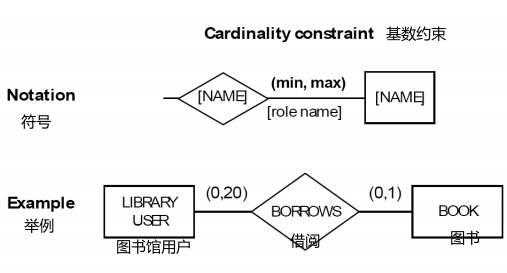 Cardinality constraint 基数约束
Notation
符号
[NAME]
(min, max)
[role name]
[NAME]
Example
举例
LIBRARY
USER
图书馆用户
(0,20)
BORROWS
借阅
(0,1)
BOOK
图书